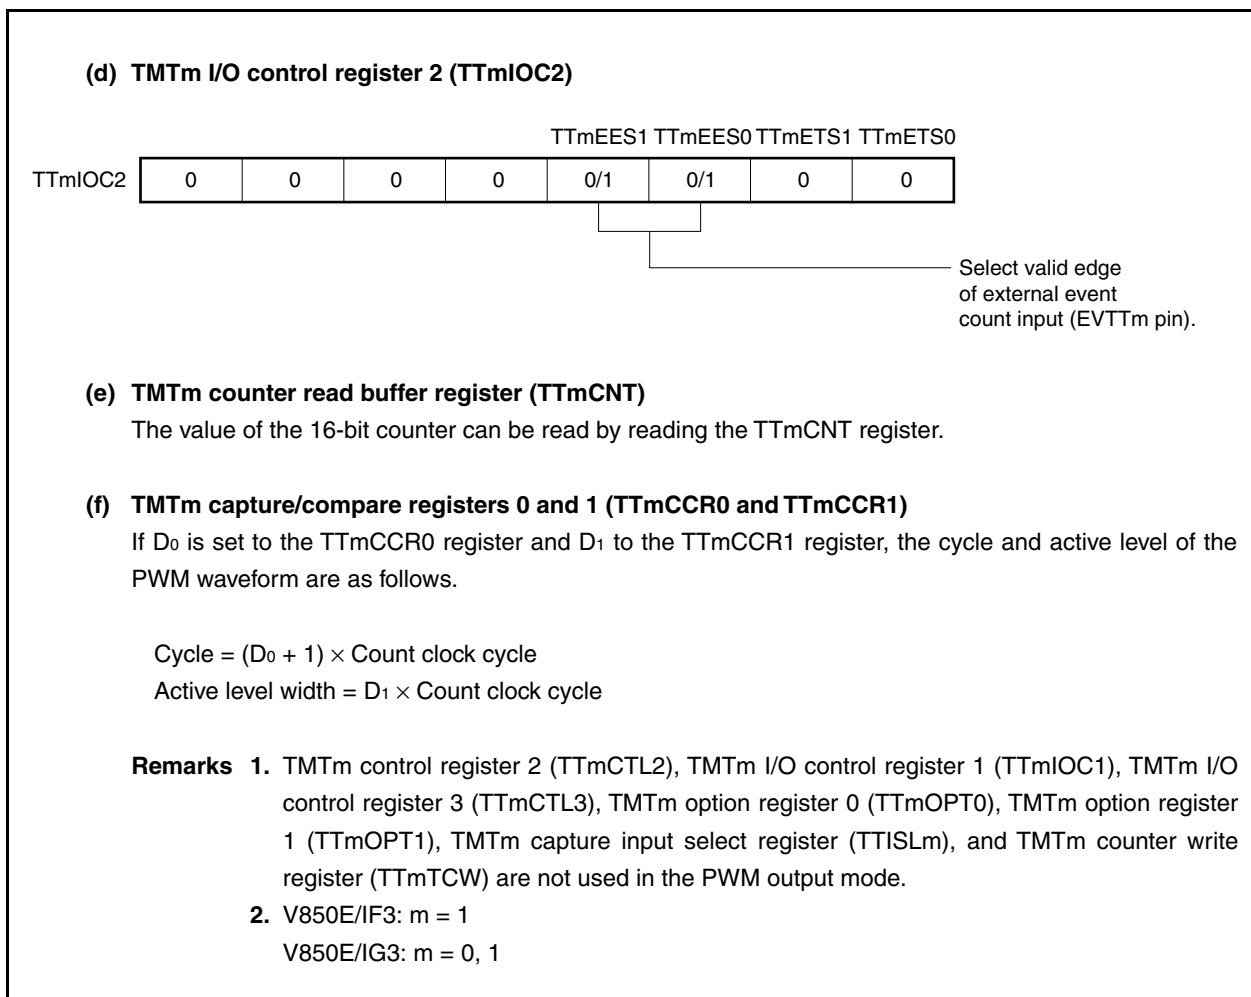 (d) TMTm I/O control register 2 (TTmIOC2)
TTmEES1 TTmEES0 TTmETS1 TTmETS0
TTmIOC2 0 0 0 0 0/1 0/1 0 0
Select valid edge
of external event
count input (EVTTm pin).
(e) TMTm counter read buffer register (TTmCNT)
The value of the 16-bit counter can be read by reading the TTmCNT register.
(f) TMTm capture/compare registers 0 and 1 (TTmCCR0 and TTmCCR1)
If D0 is set to the TTmCCR0 register and D1 to the TTmCCR1 register, the cycle and active level of the
PWM waveform are as follows.
Cycle = (D0 + 1) × Count clock cycle
Active level width = D1 × Count clock cycle
Remarks 1. TMTm control register 2 (TTmCTL2), TMTm I/O control register 1 (TTmIOC1), TMTm I/O
control register 3 (TTmCTL3), TMTm option register 0 (TTmOPT0), TMTm option register
1 (TTmOPT1), TMTm capture input select register (TTISLm), and TMTm counter write
register (TTmTCW) are not used in the PWM output mode.
2. V850E/IF3: m = 1
V850E/IG3: m = 0, 1